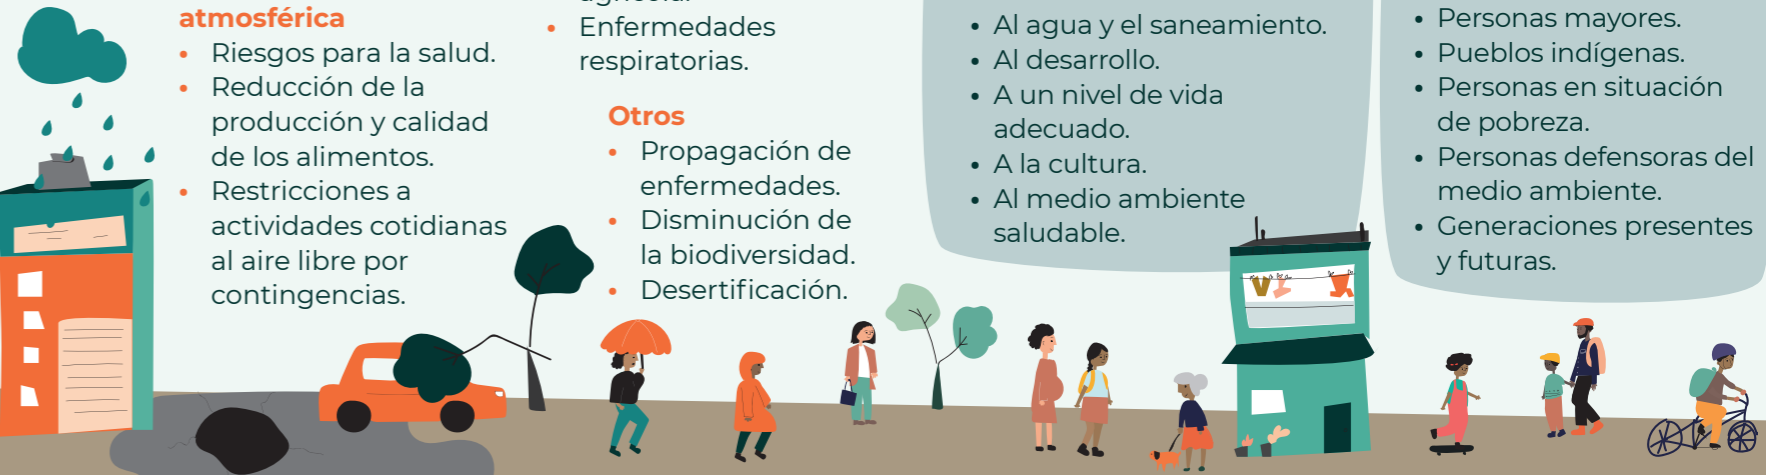 atmosférica
• Riesgos para la salud.
• Reducción de la
producción y calidad
de los alimentos.
• Restricciones a
actividades cotidianas
al aire libre por
contingencias.
• Enfermedades
respiratorias.
Otros
• Propagación de
enfermedades.
• Disminución de
la biodiversidad.
• Desertificación.
• Al agua y el saneamiento.
• Al desarrollo.
• A un nivel de vida
adecuado.
• A la cultura.
• Al medio ambiente
saludable.
• Personas mayores.
• Pueblos indígenas.
• Personas en situación
de pobreza.
• Personas defensoras del
medio ambiente.
• Generaciones presentes
y futuras.